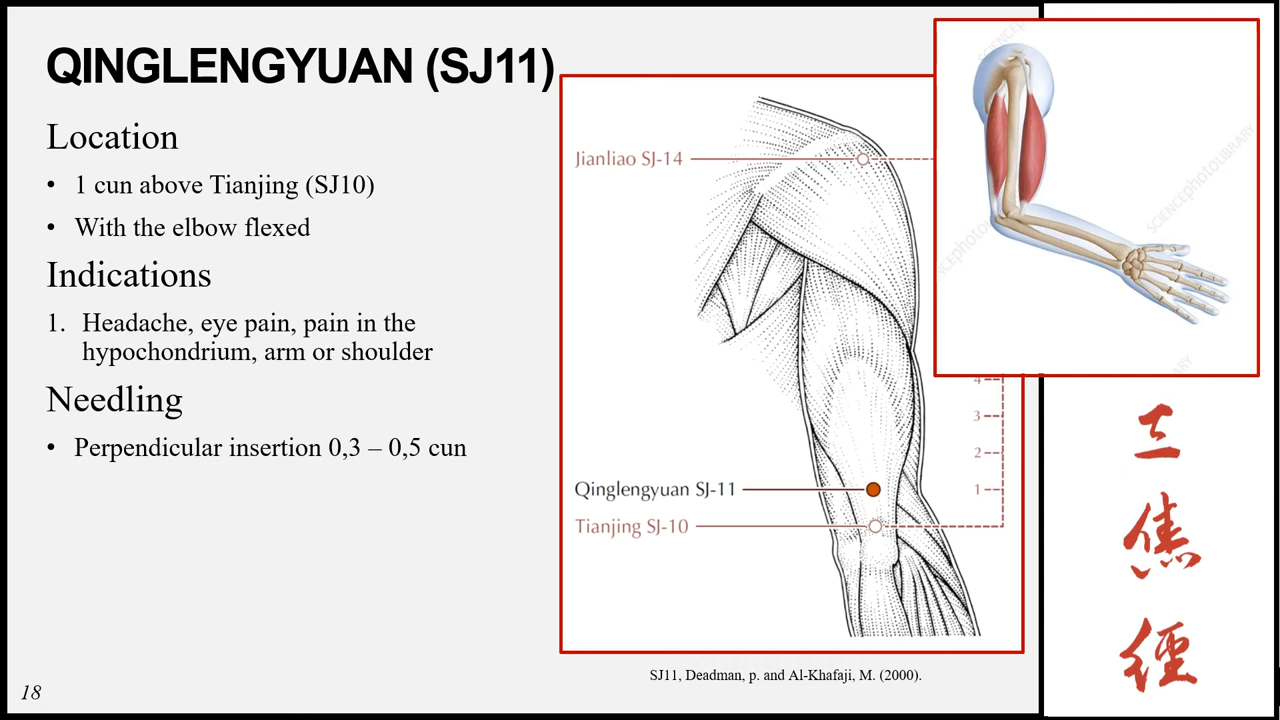 QINGLENGYUAN (SJ11)
Location
• 1 cun above Tianjing (SJ10)
• With the elbow flexed
Indications
1. Headache, eye pain, pain in the
hypochondrium, arm or shoulder
Needling
• Perpendicular insertion 0,3 – 0,5 cun
18
Jianliao SJ-14
4
3
2
1
Qinglengyuan SJ-11
Tianjing SJ-10
SJ11, Deadman, p. and Al-Khafaji, M. (2000).
SCIENCEphotoLIBRARY
三
焦
經